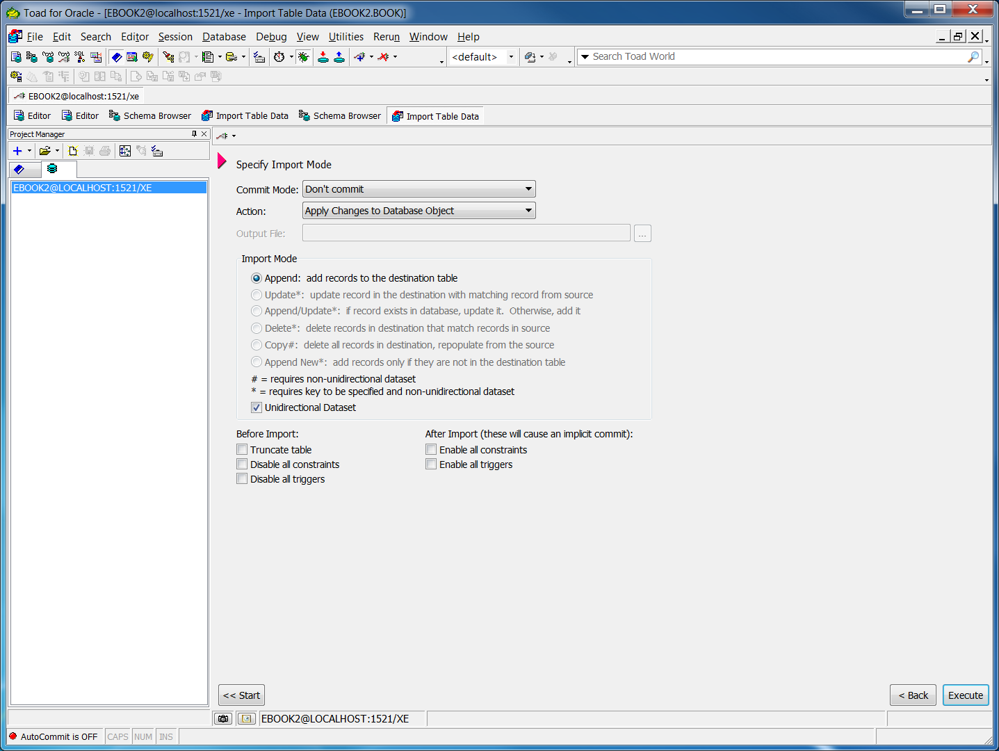 Toad for Oracle - [EBOOK2@localhost:1521/xe - Import Table Data (EBOOK2.BOOK)]
File Edit Search Editor Session Database Debug View Utilities Rerun Window Help
<default> Search Toad World
EBOOK2@localhost:1521/xe
Editor Editor Schema Browser Import Table Data Schema Browser Import Table Data
Project Manager
EBOOK2@LOCALHOST:1521/XE
Specify Import Mode
Commit Mode: Don't commit
Action: Apply Changes to Database Object
Output File: ...
Import Mode
Append: add records to the destination table
Update*: update record in the destination with matching record from source
Append/Update*: if record exists in database, update it. Otherwise, add it
Delete*: delete records in destination that match records in source
Copy#: delete all records in destination, repopulate from the source
Append New*: add records only if they are not in the destination table
# = requires non-unidirectional dataset
* = requires key to be specified and non-unidirectional dataset
Unidirectional Dataset
Before Import: After Import (these will cause an implicit commit):
Truncate table Enable all constraints
Disable all constraints Enable all triggers
Disable all triggers
<< Start < Back Execute
EBOOK2@LOCALHOST:1521/XE
AutoCommit is OFF CAPS NUM INS